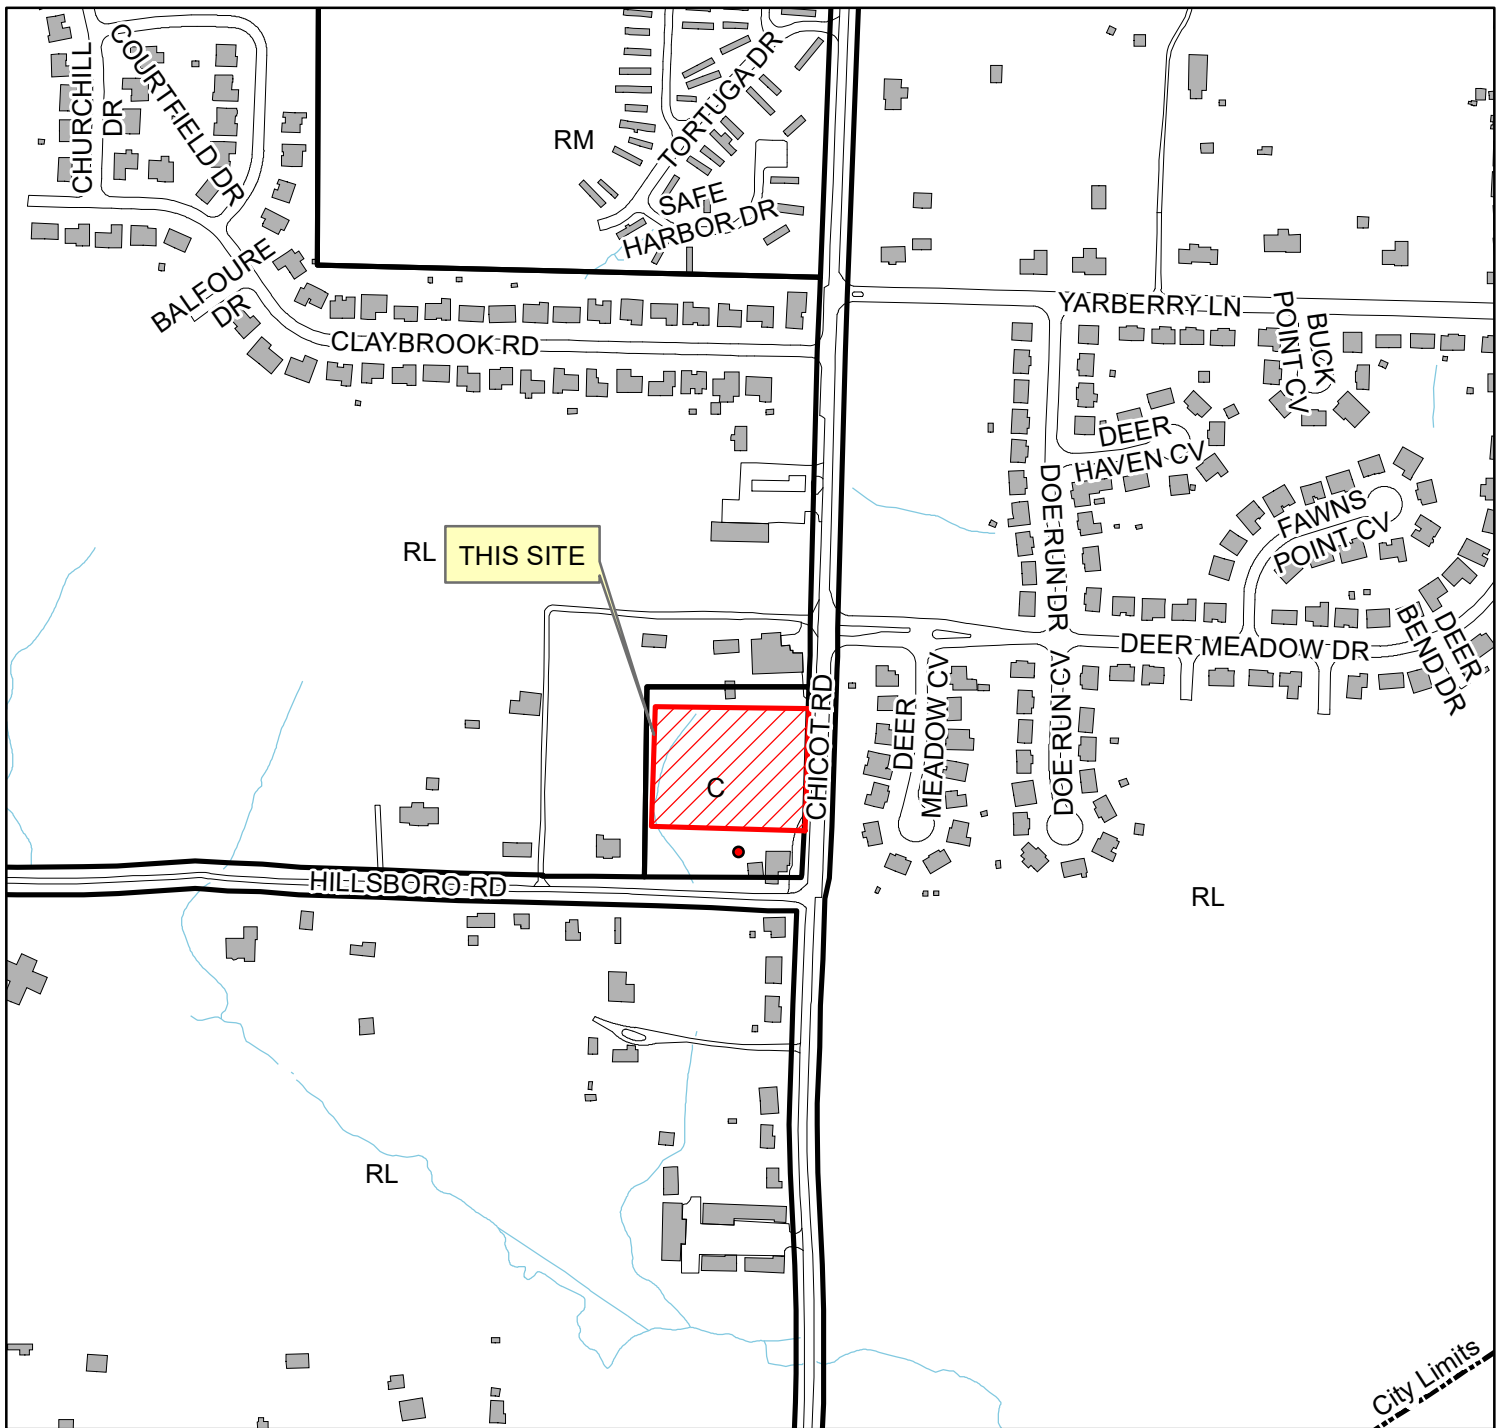 CHURCHILL
DR
COURTFIELD DR
RM
TORTUGA DR
SAFE
HARBOR DR
BALFOURE
DR
CLAYBROOK RD
YARBERRY LN
BUCK
POINT CV
DEER
HAVEN CV
DOE RUN DR
FAWNS
POINT CV
RL
THIS SITE
DEER MEADOW DR
DEER
BEND DR
CHICOT RD
DEER
MEADOW CV
DOE RUN CV
C
HILLSBORO RD
RL
RL
City Limits